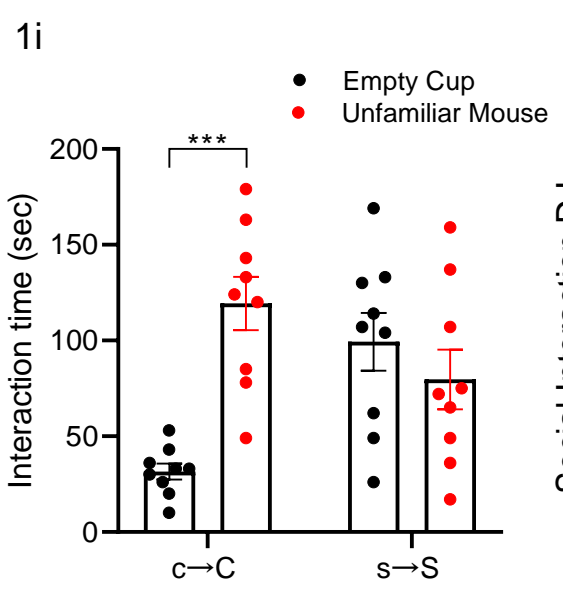 1i
Empty Cup
Unfamiliar Mouse
***
Interaction time (sec)
200
150
100
50
0
c→C
s→S